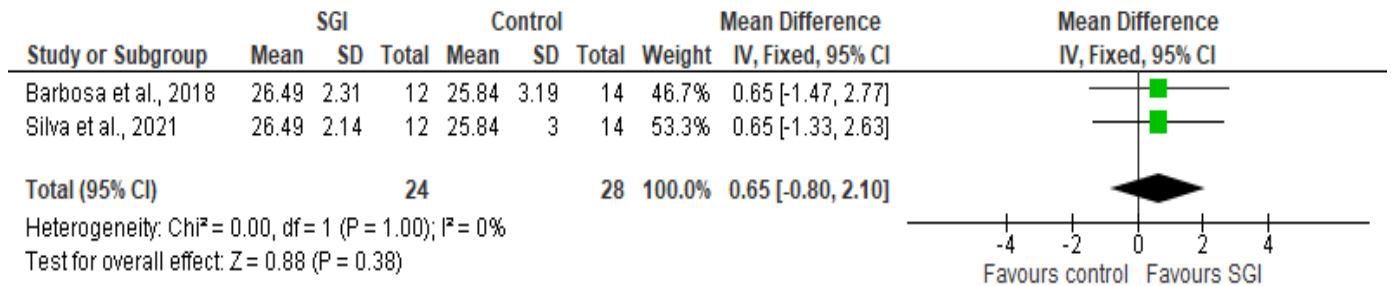 SGI Control Mean Difference Mean Difference
Study or Subgroup Mean SD Total Mean SD Total Weight IV, Fixed, 95% CI IV, Fixed, 95% CI
Barbosa et al., 2018 26.49 2.31 12 25.84 3.19 14 46.7% 0.65 [-1.47, 2.77]
Silva et al., 2021 26.49 2.14 12 25.84 3 14 53.3% 0.65 [-1.33, 2.63]
Total (95% CI) 24 28 100.0% 0.65 [-0.80, 2.10]
Heterogeneity: Chi² = 0.00, df = 1 (P = 1.00); I² = 0%
Test for overall effect: Z = 0.88 (P = 0.38)
-4 -2 0 2 4
Favours control Favours SGI